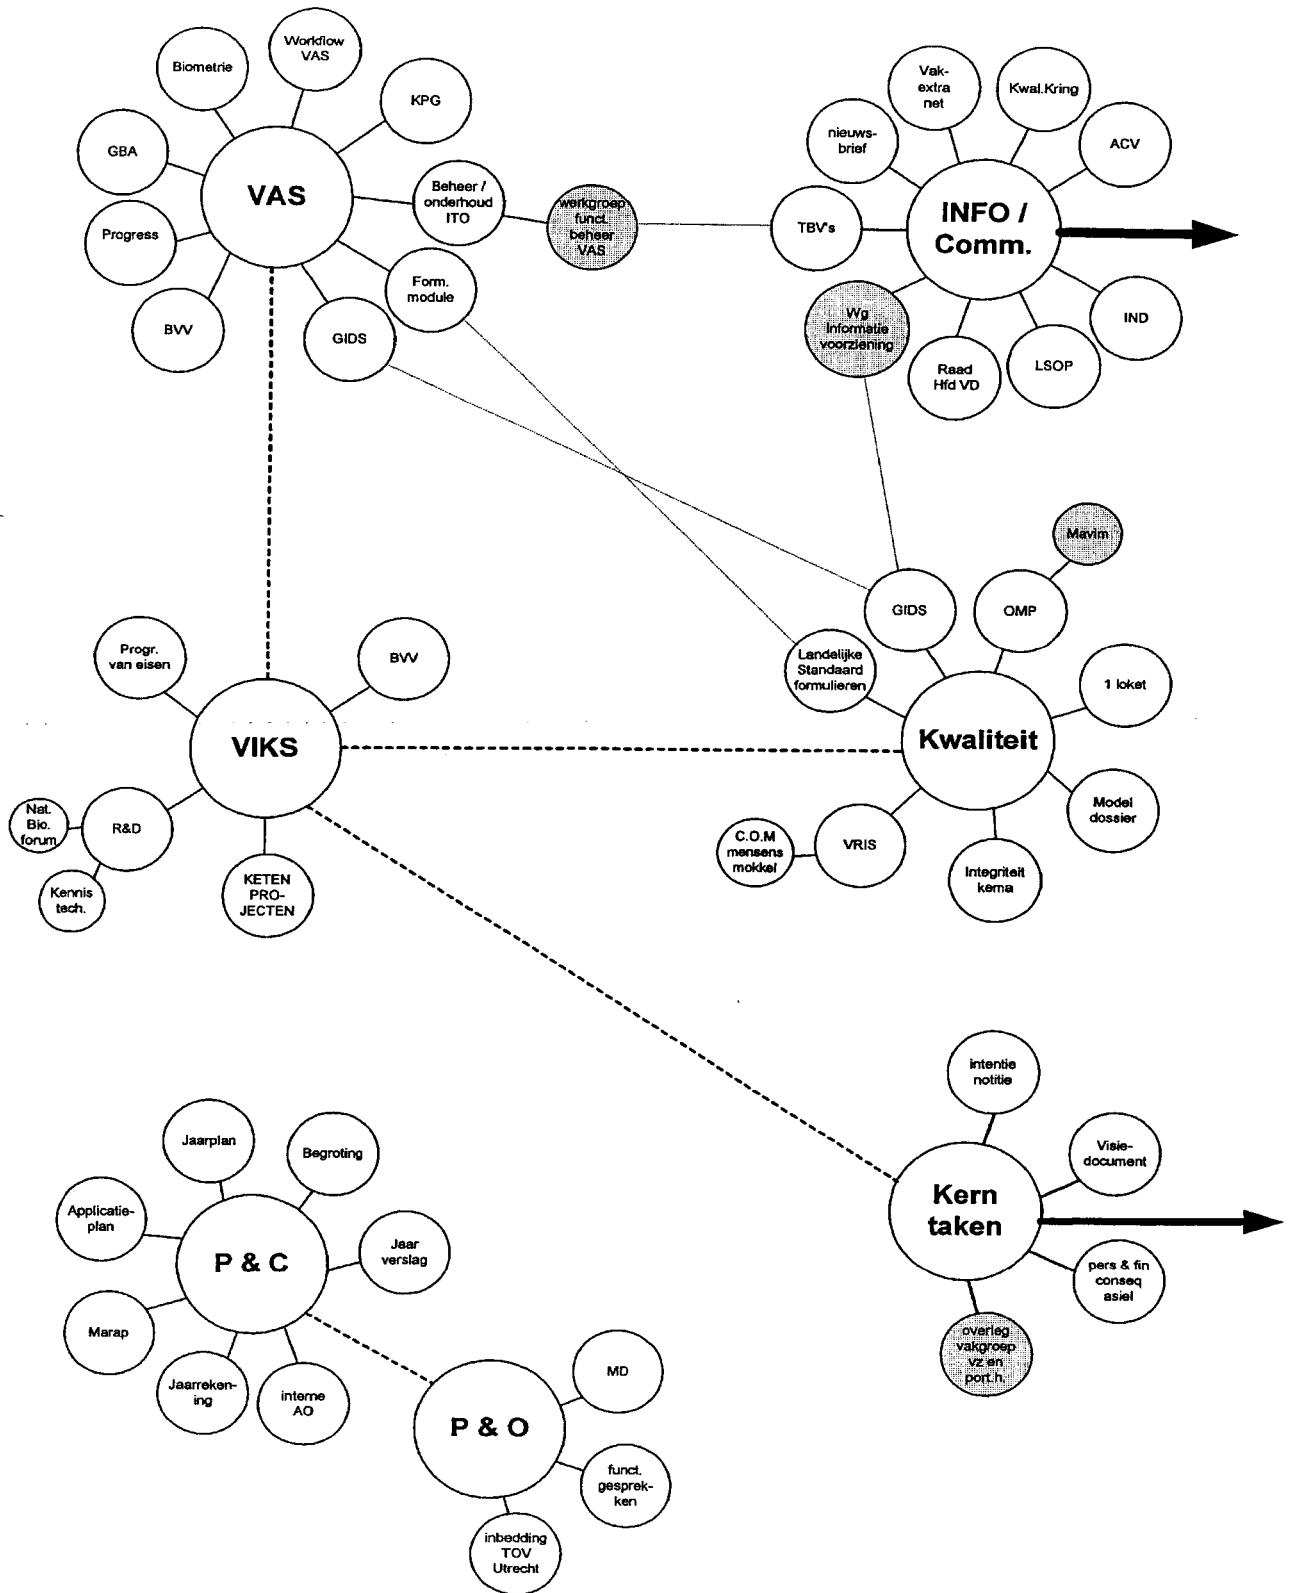 Workflow
VAS
Biometrie
KPG
GBA
VAS
Beheer /
onderhoud
ITO
werkgroep
funct.
beheer
VAS
Progress
Form.
module
BVV
GIDS
Vak-
extra
net
Kwal.Kring
nieuws-
brief
ACV
TBV's
INFO /
Comm.
Wg
Informatie
voorziening
IND
Raad
Hfd VD
LSOP
Mavim
GIDS
OMP
Landelijke
Standaard
formulieren
1 loket
Kwaliteit
Model
dossier
VRIS
C.O.M
mensens
mokkel
Integriteit
kema
Progr.
van eisen
BVV
VIKS
Nat.
Bio.
forum
R&D
Kennis
tech.
KETEN
PRO-
JECTEN
intentie
notitie
Visie-
document
Kern
taken
pers & fin
conseq
asiel
overleg
vakgroep
vz en
port.h.
Jaarplan
Begroting
Applicatie-
plan
Jaar
verslag
P & C
Marap
Jaarreken-
ing
interne
AO
MD
P & O
funct.
gesprek-
ken
inbedding
TOV
Utrecht